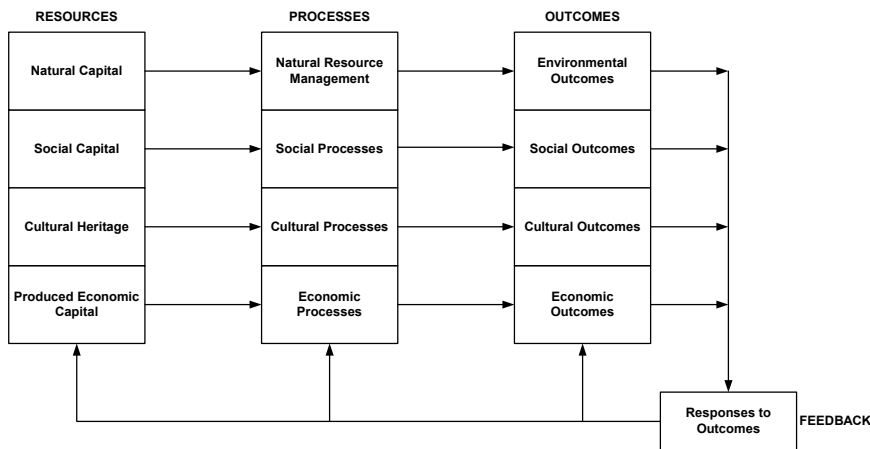 RESOURCES
PROCESSES
OUTCOMES
Natural Capital
Natural Resource
Management
Environmental
Outcomes
Social Capital
Social Processes
Social Outcomes
Cultural Heritage
Cultural Processes
Cultural Outcomes
Produced Economic
Capital
Economic
Processes
Economic
Outcomes
Responses to
Outcomes
FEEDBACK